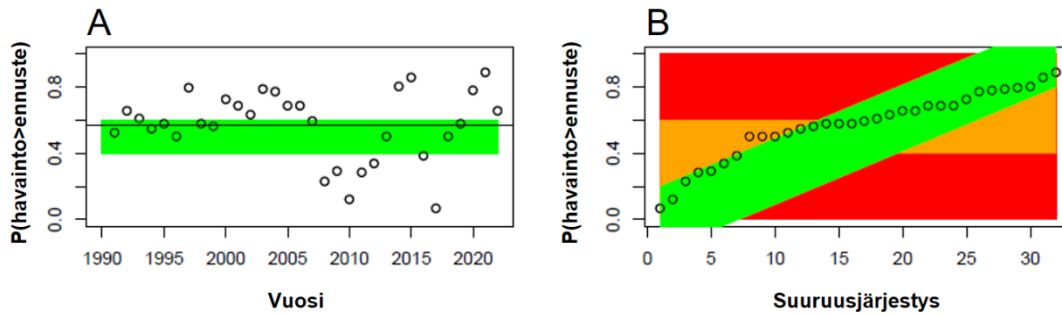 A
P(havainto>ennuste)
0.8
0.4
0.0
1990 1995 2000 2005 2010 2015 2020
Vuosi
B
P(havainto>ennuste)
0.8
0.4
0.0
0 5 10 15 20 25 30
Suuruusjärjestys